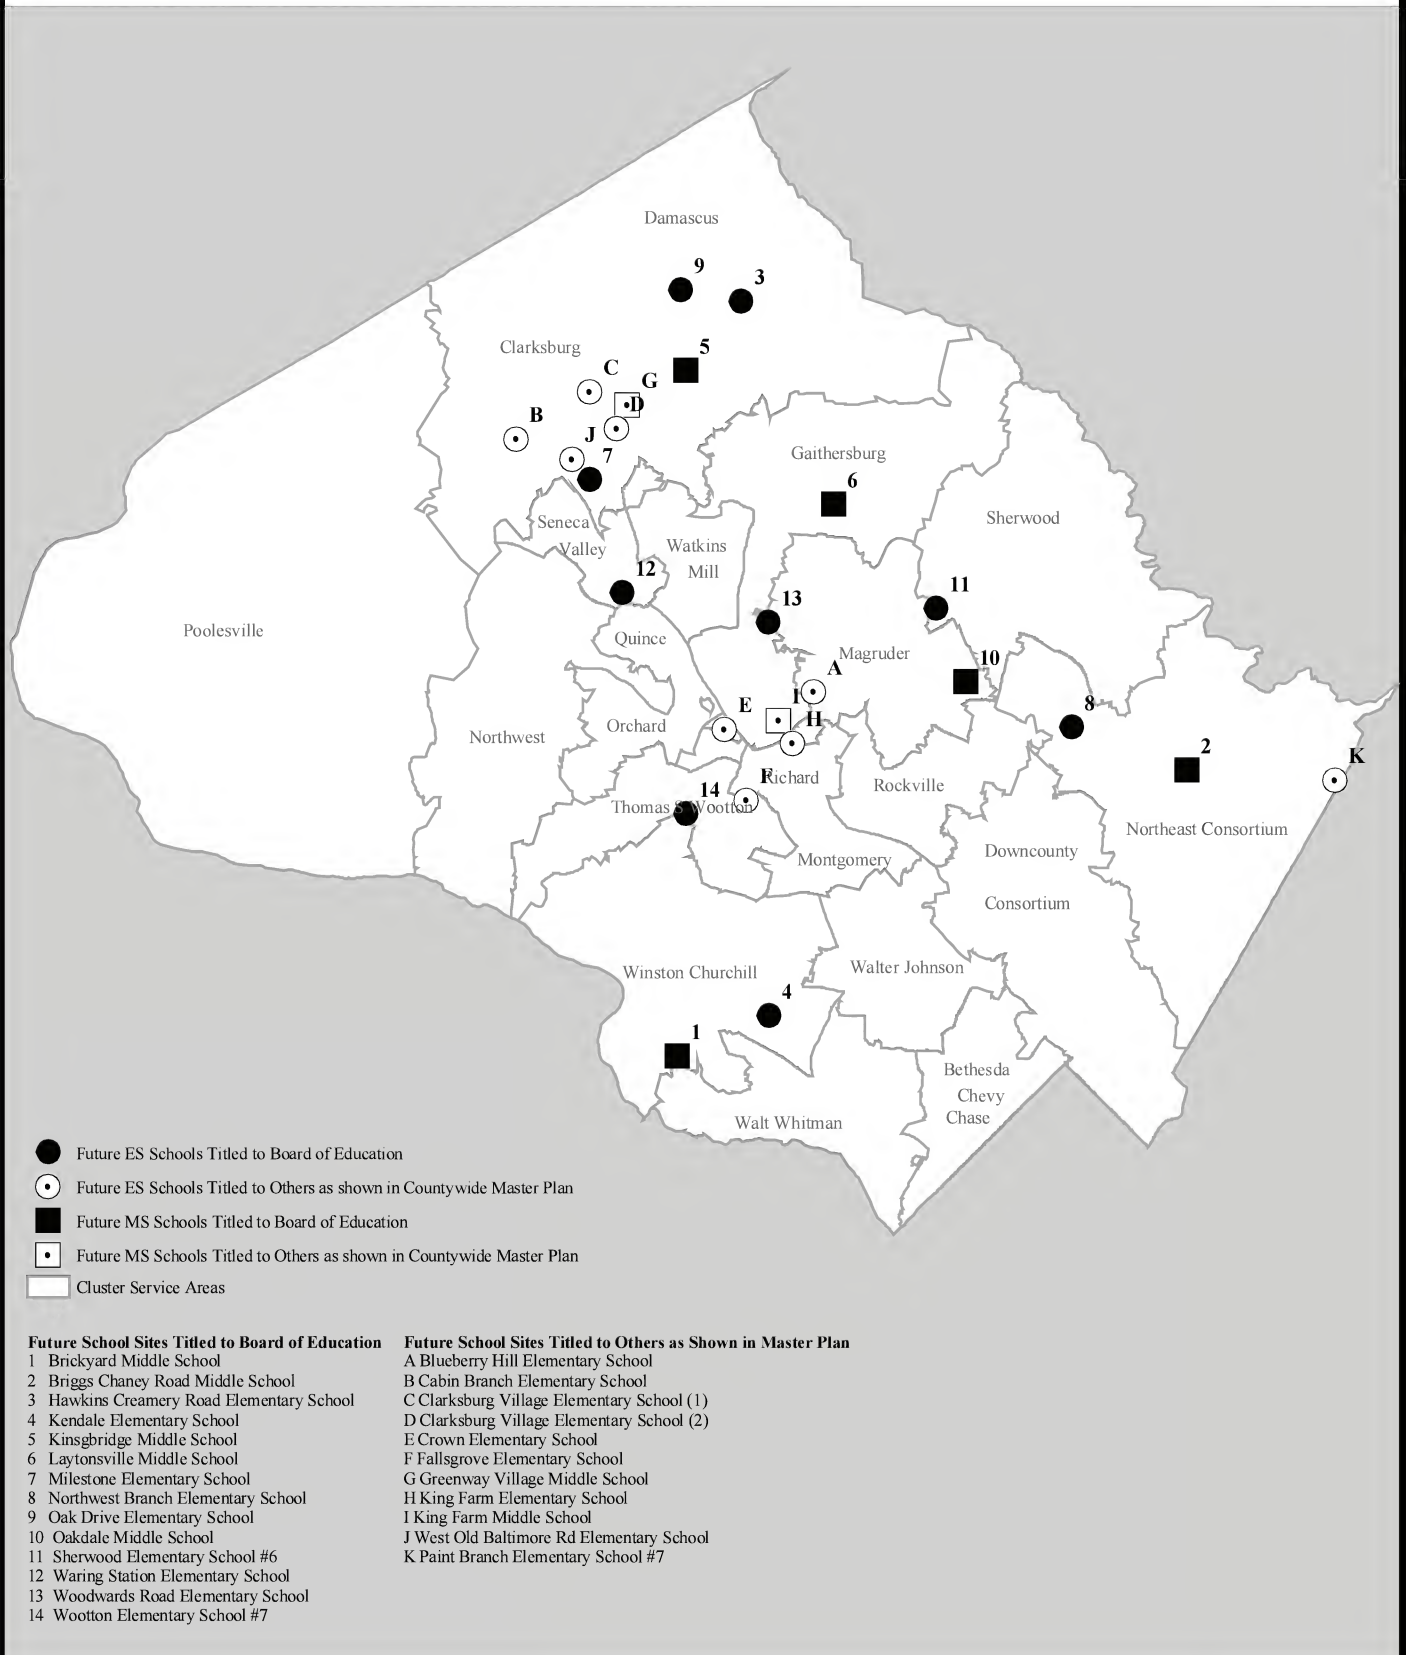 Damascus
9
3
Clarksburg
5
C
G
D
B
J
7
Gaithersburg
6
Sherwood
Seneca
Valley
Watkins
Mill
12
11
13
Poolesville
Quince
Magruder
10
A
I
8
E
H
Orchard
Northwest
2
K
F
Richard
Rockville
14
Thomas S Wootton
Northeast Consortium
Downcounty
Montgomery
Consortium
Winston Churchill
Walter Johnson
4
1
Bethesda
Chevy
Chase
Walt Whitman
Future ES Schools Titled to Board of Education
Future ES Schools Titled to Others as shown in Countywide Master Plan
Future MS Schools Titled to Board of Education
Future MS Schools Titled to Others as shown in Countywide Master Plan
Cluster Service Areas
Future School Sites Titled to Board of Education
1 Brickyard Middle School
2 Briggs Chaney Road Middle School
3 Hawkins Creamery Road Elementary School
4 Kendale Elementary School
5 Kinsgbridge Middle School
6 Laytonsville Middle School
7 Milestone Elementary School
8 Northwest Branch Elementary School
9 Oak Drive Elementary School
10 Oakdale Middle School
11 Sherwood Elementary School #6
12 Waring Station Elementary School
13 Woodwards Road Elementary School
14 Wootton Elementary School #7
Future School Sites Titled to Others as Shown in Master Plan
A Blueberry Hill Elementary School
B Cabin Branch Elementary School
C Clarksburg Village Elementary School (1)
D Clarksburg Village Elementary School (2)
E Crown Elementary School
F Fallsgrove Elementary School
G Greenway Village Middle School
H King Farm Elementary School
I King Farm Middle School
J West Old Baltimore Rd Elementary School
K Paint Branch Elementary School #7